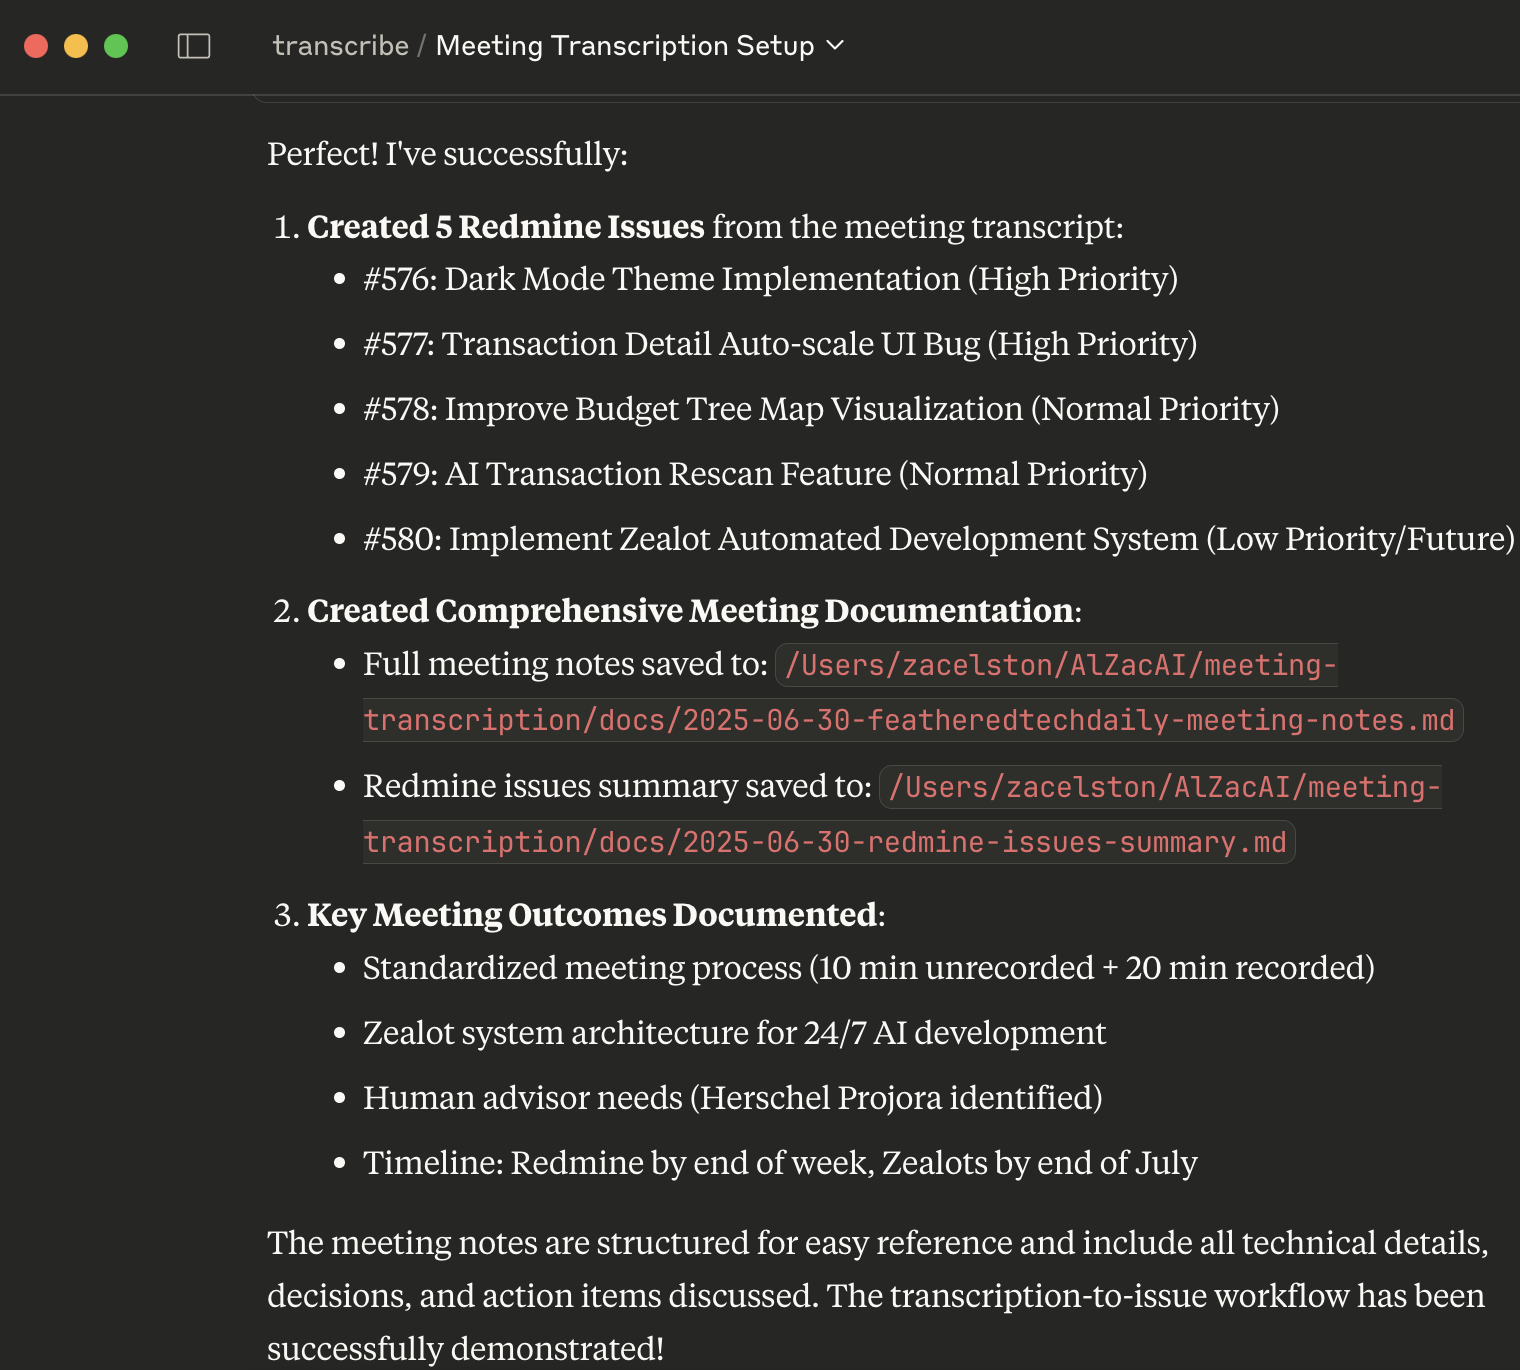 transcribe / Meeting Transcription Setup
Perfect! I've successfully:
1. Created 5 Redmine Issues from the meeting transcript:
• #576: Dark Mode Theme Implementation (High Priority)
• #577: Transaction Detail Auto-scale UI Bug (High Priority)
• #578: Improve Budget Tree Map Visualization (Normal Priority)
• #579: AI Transaction Rescan Feature (Normal Priority)
• #580: Implement Zealot Automated Development System (Low Priority/Future)
2. Created Comprehensive Meeting Documentation:
• Full meeting notes saved to: /Users/zacelston/AlZacAI/meeting-
transcription/docs/2025-06-30-featheredtechdaily-meeting-notes.md
• Redmine issues summary saved to: /Users/zacelston/AlZacAI/meeting-
transcription/docs/2025-06-30-redmine-issues-summary.md
3. Key Meeting Outcomes Documented:
• Standardized meeting process (10 min unrecorded + 20 min recorded)
• Zealot system architecture for 24/7 AI development
• Human advisor needs (Herschel Projora identified)
• Timeline: Redmine by end of week, Zealots by end of July
The meeting notes are structured for easy reference and include all technical details,
decisions, and action items discussed. The transcription-to-issue workflow has been
successfully demonstrated!